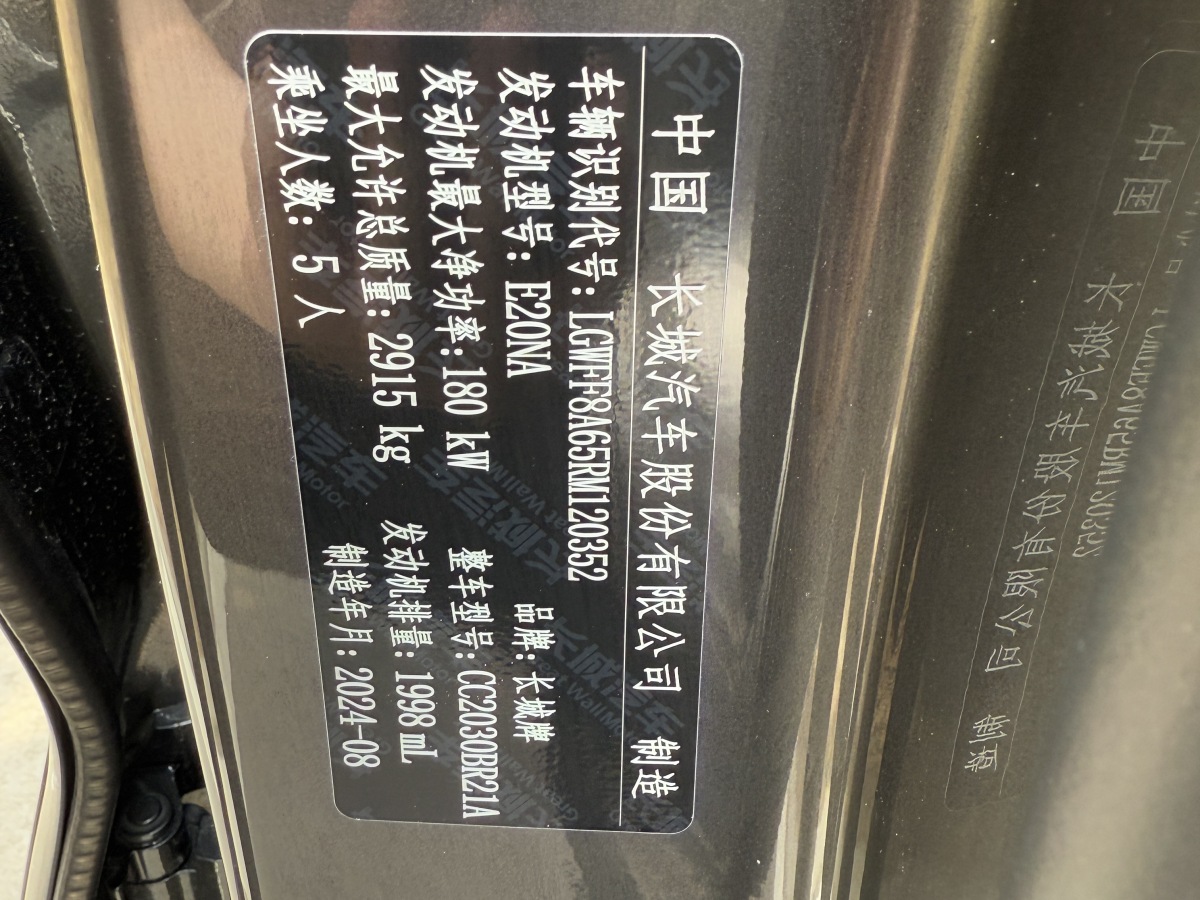 中国 长城汽车股份有限公司 制造
车辆识别代号: LGWFF8A65RM120352
发动机型号: E20NA 品牌: 长城牌
发动机最大净功率: 180 kW 整车型号: CC2030BR21A
最大允许总质量: 2915 kg 发动机排量: 1998 mL
乘坐人数: 5 人 制造年月: 2024-08